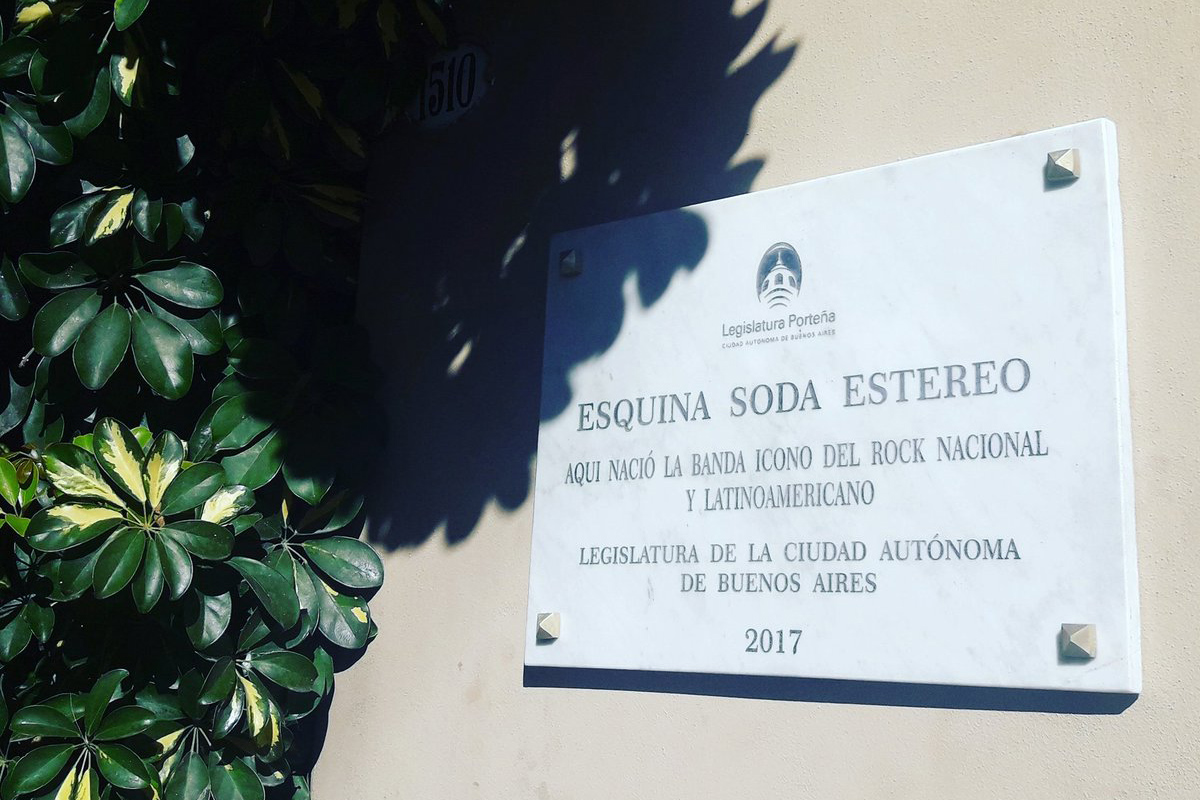 1510
Legislatura Porteña
CIUDAD AUTÓNOMA DE BUENOS AIRES
ESQUINA SODA ESTEREO
AQUI NACIÓ LA BANDA ICONO DEL ROCK NACIONAL
Y LATINOAMERICANO
LEGISLATURA DE LA CIUDAD AUTÓNOMA
DE BUENOS AIRES
2017